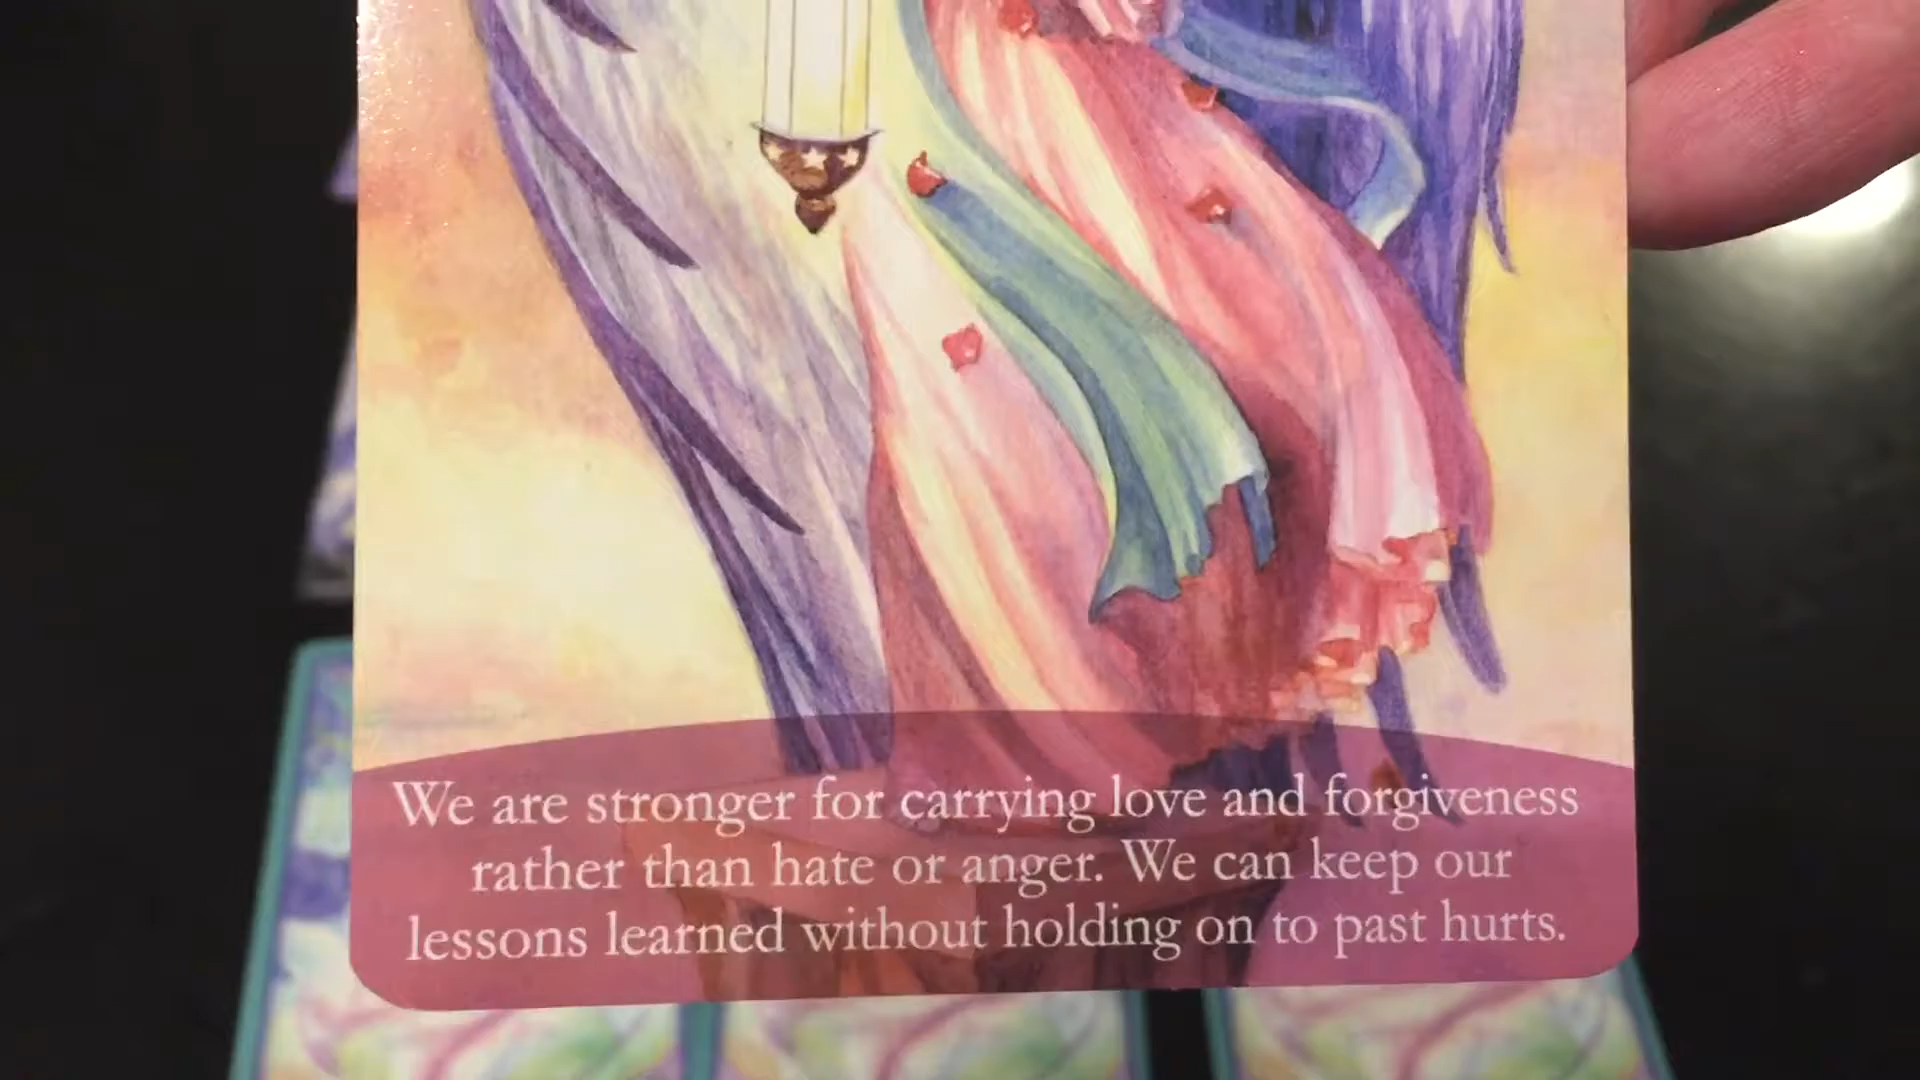 We are stronger for carrying love and forgiveness
rather than hate or anger. We can keep our
lessons learned without holding on to past hurts.